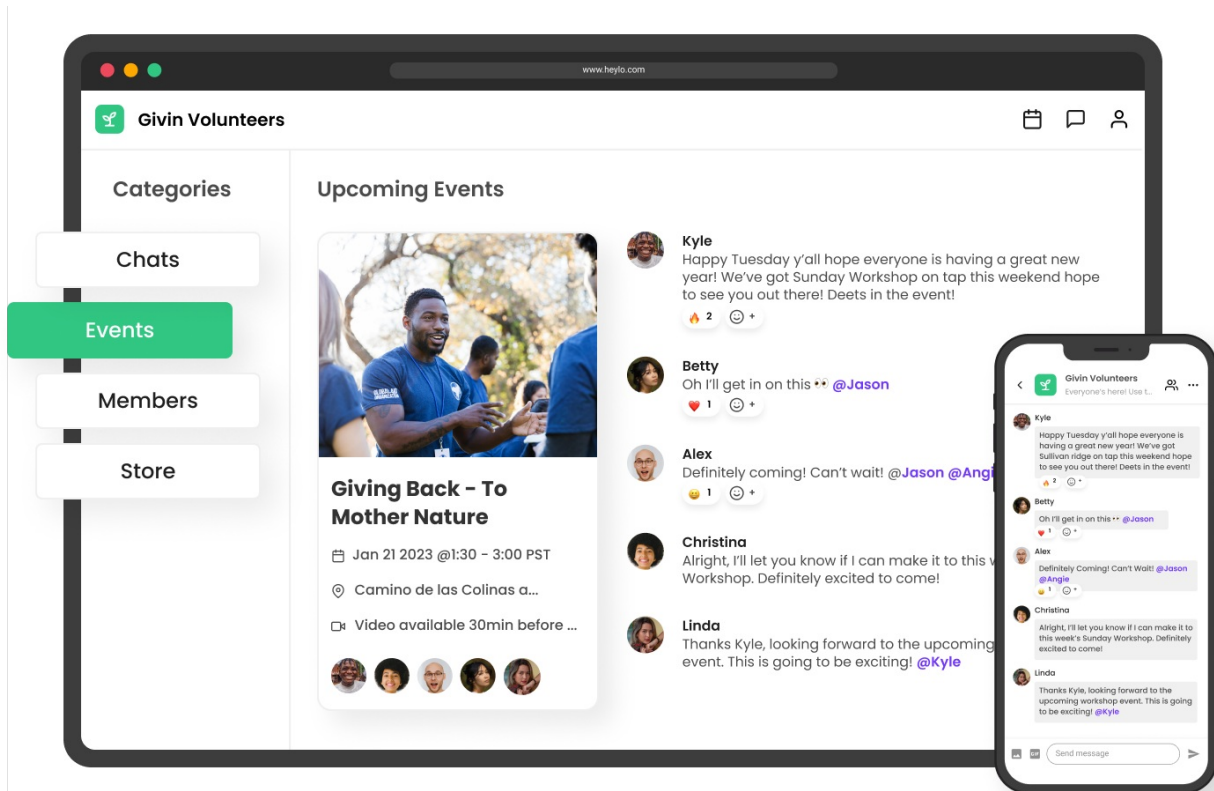 www.heylo.com
Givin Volunteers
Categories
Chats
Events
Members
Store
Upcoming Events
Giving Back - To
Mother Nature
Jan 21 2023 @1:30 - 3:00 PST
Camino de las Colinas a...
Video available 30min before ...
Kyle
Happy Tuesday y'all hope everyone is having a great new
year! We've got Sunday Workshop on tap this weekend hope
to see you out there! Deets in the event!
🔥 2 +
Betty
Oh I'll get in on this 👀 @Jason
❤️ 1 +
Alex
Definitely coming! Can't wait! @Jason @Angi
😄 1 +
Christina
Alright, I'll let you know if I can make it to this w
Workshop. Definitely excited to come!
Linda
Thanks Kyle, looking forward to the upcoming
event. This is going to be exciting! @Kyle
Givin Volunteers
Everyone's here! Use t...
Kyle
Happy Tuesday y'all hope everyone is
having a great new year! We've got
Sullivan ridge on tap this weekend hope
to see you out there! Deets in the event!
🔥 2 +
Betty
Oh I'll get in on this 👀 @Jason
❤️ 1 +
Alex
Definitely Coming! Can't Wait! @Jason
@Angie
😄 1 +
Christina
Alright, I'll let you know if I can make it to
this week's Sunday Workshop. Definitely
excited to come!
Linda
Thanks Kyle, looking forward to the
upcoming workshop event. This is going
to be exciting! @Kyle
GIF
Send message